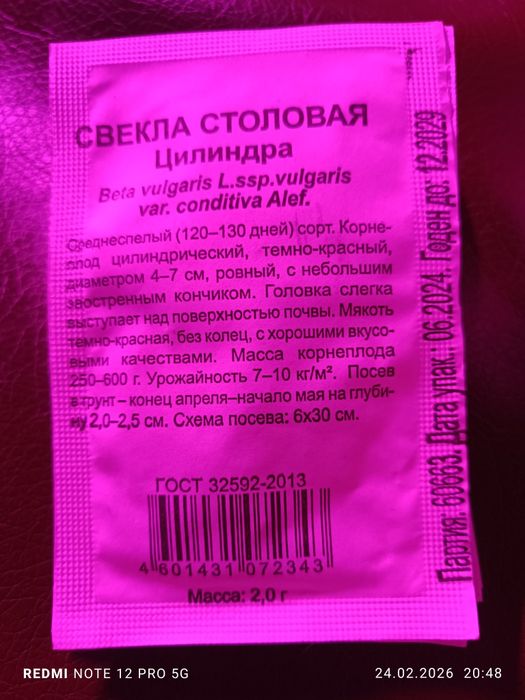 СВЕКЛА СТОЛОВАЯ
Цилиндра
Beta vulgaris L.ssp.vulgaris
var. conditiva Alef.
Среднеспелый (120–130 дней) сорт. Корне-
плод цилиндрический, темно-красный,
диаметром 4–7 см, ровный, с небольшим
заостренным кончиком. Головка слегка
выступает над поверхностью почвы. Мякоть
темно-красная, без колец, с хорошими вкусо-
выми качествами. Масса корнеплода
250-600 г. Урожайность 7–10 кг/м². Посев
в грунт – конец апреля–начало мая на глуби-
ну 2,0–2,5 см. Схема посева: 6x30 см.
ГОСТ 32592-2013
4 601431 072343
Масса: 2,0 г
Партия: 60663. Дата упак.: 06.2024. Годен до: 12.2029
REDMI NOTE 12 PRO 5G
24.02.2026 20:48